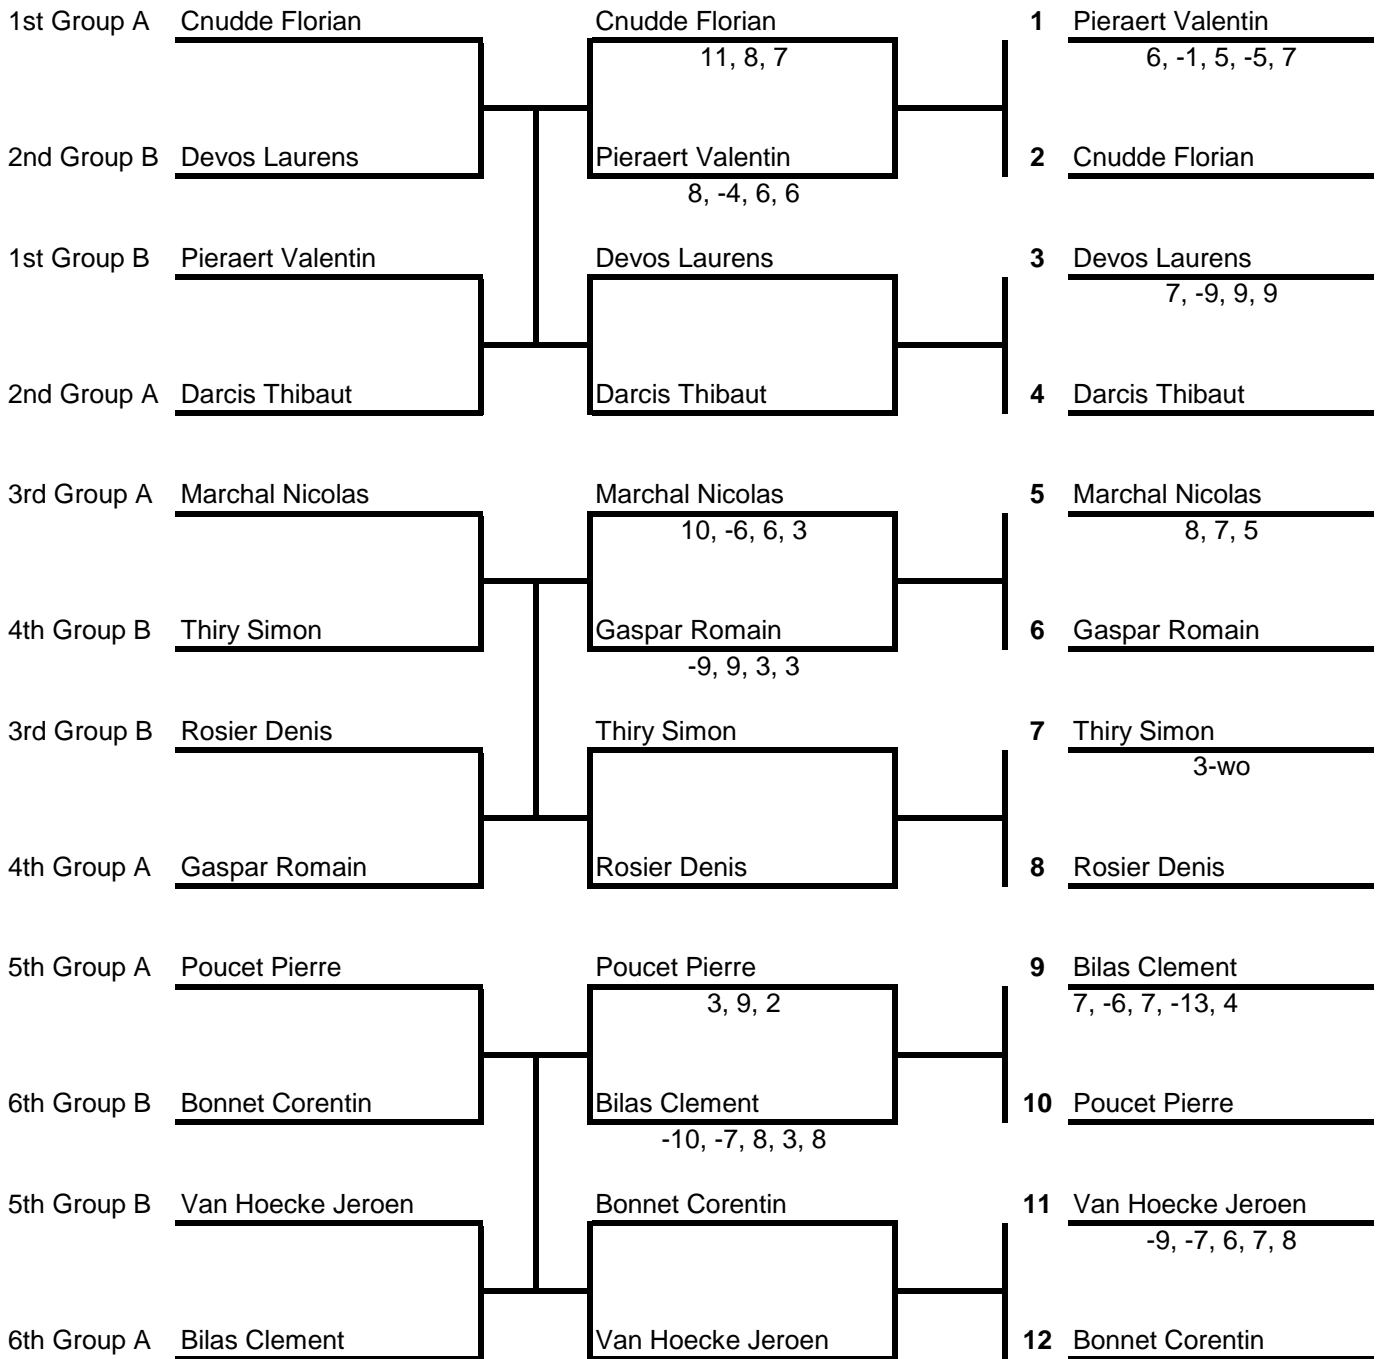 1st Group A Cnudde Florian Cnudde Florian 1 Pieraert Valentin
11, 8, 7 6, -1, 5, -5, 7
2nd Group B Devos Laurens Pieraert Valentin 2 Cnudde Florian
8, -4, 6, 6
1st Group B Pieraert Valentin Devos Laurens 3 Devos Laurens
7, -9, 9, 9
2nd Group A Darcis Thibaut Darcis Thibaut 4 Darcis Thibaut
3rd Group A Marchal Nicolas Marchal Nicolas 5 Marchal Nicolas
10, -6, 6, 3 8, 7, 5
4th Group B Thiry Simon Gaspar Romain 6 Gaspar Romain
-9, 9, 3, 3
3rd Group B Rosier Denis Thiry Simon 7 Thiry Simon
3-wo
4th Group A Gaspar Romain Rosier Denis 8 Rosier Denis
5th Group A Poucet Pierre Poucet Pierre 9 Bilas Clement
3, 9, 2 7, -6, 7, -13, 4
6th Group B Bonnet Corentin Bilas Clement 10 Poucet Pierre
-10, -7, 8, 3, 8
5th Group B Van Hoecke Jeroen Bonnet Corentin 11 Van Hoecke Jeroen
-9, -7, 6, 7, 8
6th Group A Bilas Clement Van Hoecke Jeroen 12 Bonnet Corentin